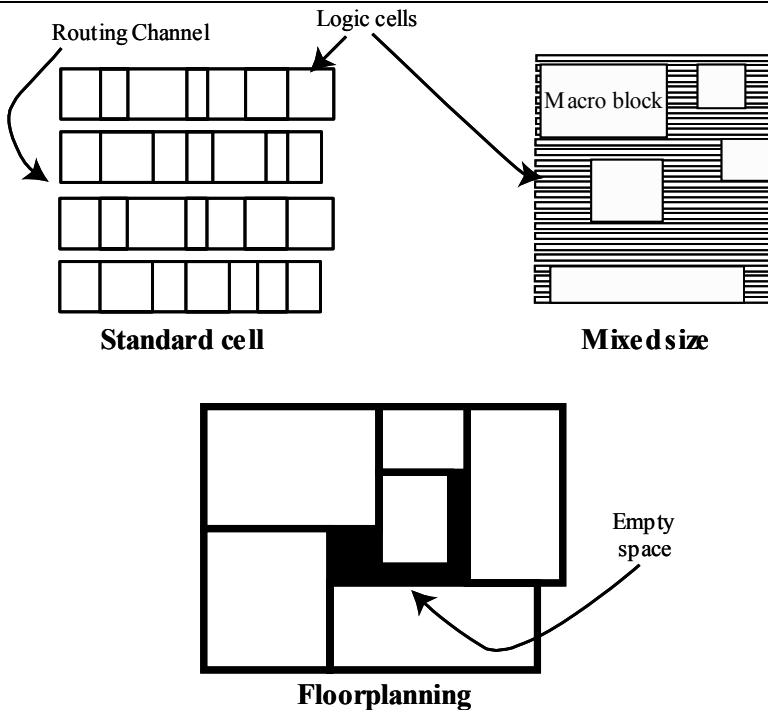 Logic cells
Routing Channel
Macro block
Standard cell
Mixed size
Empty
space
Floorplanning